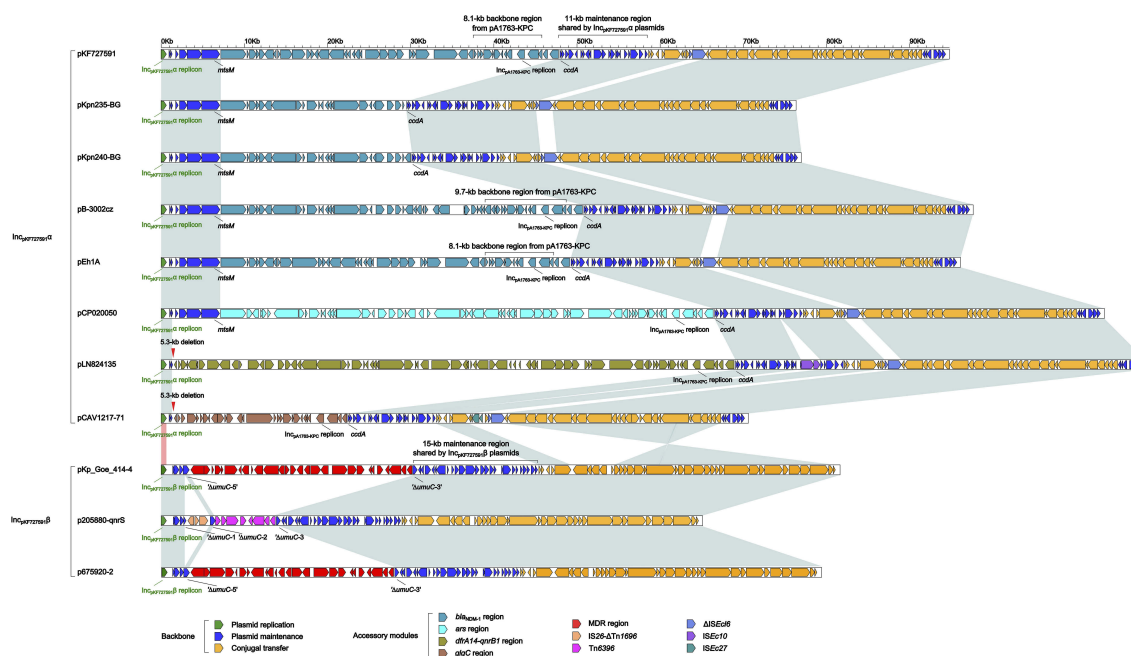 8.1-kb backbone region from pA1763-KPC
11-kb maintenance region shared by IncpKF727591α plasmids
0Kb 10Kb 20Kb 30Kb 40Kb 50Kb 60Kb 70Kb 80Kb 90Kb
pKF727591
IncpKF727591α replicon mtsM IncpA1763-KPC replicon ccdA
pKpn235-BG
IncpKF727591α replicon mtsM ccdA
pKpn240-BG
IncpKF727591α replicon mtsM ccdA
9.7-kb backbone region from pA1763-KPC
pB-3002cz
IncpKF727591α replicon mtsM IncpA1763-KPC replicon ccdA
IncpKF727591α
8.1-kb backbone region from pA1763-KPC
pEh1A
IncpKF727591α replicon mtsM IncpA1763-KPC replicon ccdA
pCP020050
IncpKF727591α replicon mtsM IncpA1763-KPC replicon ccdA
5.3-kb deletion
pLN824135
IncpKF727591α replicon IncpA1763-KPC replicon ccdA
5.3-kb deletion
pCAV1217-71
IncpKF727591α replicon IncpA1763-KPC replicon ccdA
15-kb maintenance region shared by IncpKF727591β plasmids
pKp_Goe_414-4
IncpKF727591β replicon 'ΔumuC-5' 'ΔumuC-3'
IncpKF727591β
p205880-qnrS
IncpKF727591β replicon 'ΔumuC-1 'ΔumuC-2 'ΔumuC-3
p675920-2
IncpKF727591β replicon 'ΔumuC-5' 'ΔumuC-3'
Backbone
Plasmid replication
Plasmid maintenance
Conjugal transfer
Accessory modules
blaNDM-1 region
ars region
dfrA14-qnrB1 region
glgC region
MDR region
IS26-ΔTn1696
Tn6396
ΔISEcl6
ISEc10
ISEc27